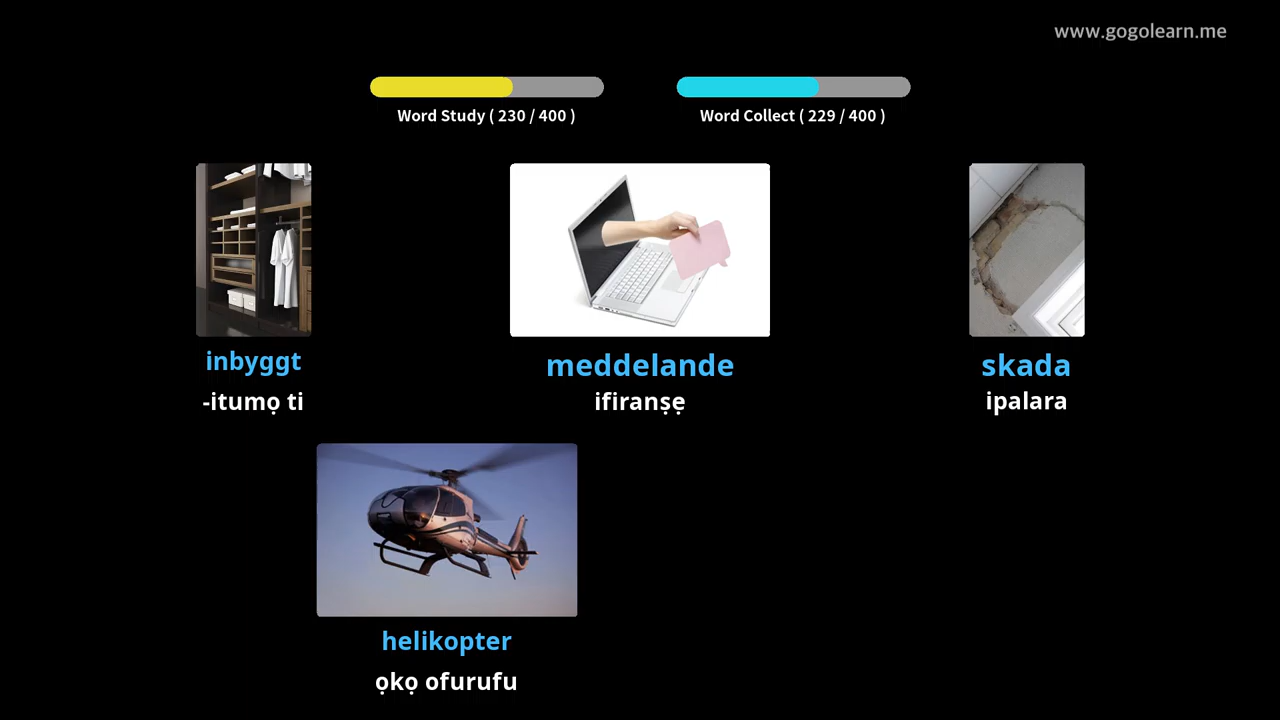 www.gogolearn.me
Word Study ( 230 / 400 )
Word Collect ( 229 / 400 )
inbyggt
-itumọ ti
meddelande
ifiranṣẹ
skada
ipalara
helikopter
ọkọ ofurufu